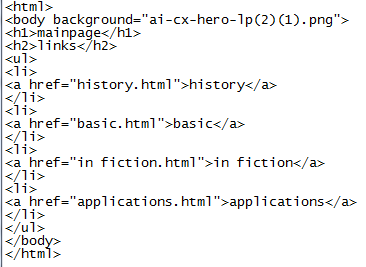 <html>
<body background="ai-cx-hero-lp(2)(1).png">
<h1>mainpage</h1>
<h2>links</h2>
<ul>
<li>
<a href="history.html">history</a>
</li>
<li>
<a href="basic.html">basic</a>
</li>
<li>
<a href="in fiction.html">in fiction</a>
</li>
<li>
<a href="applications.html">applications</a>
</li>
</ul>
</body>
</html>